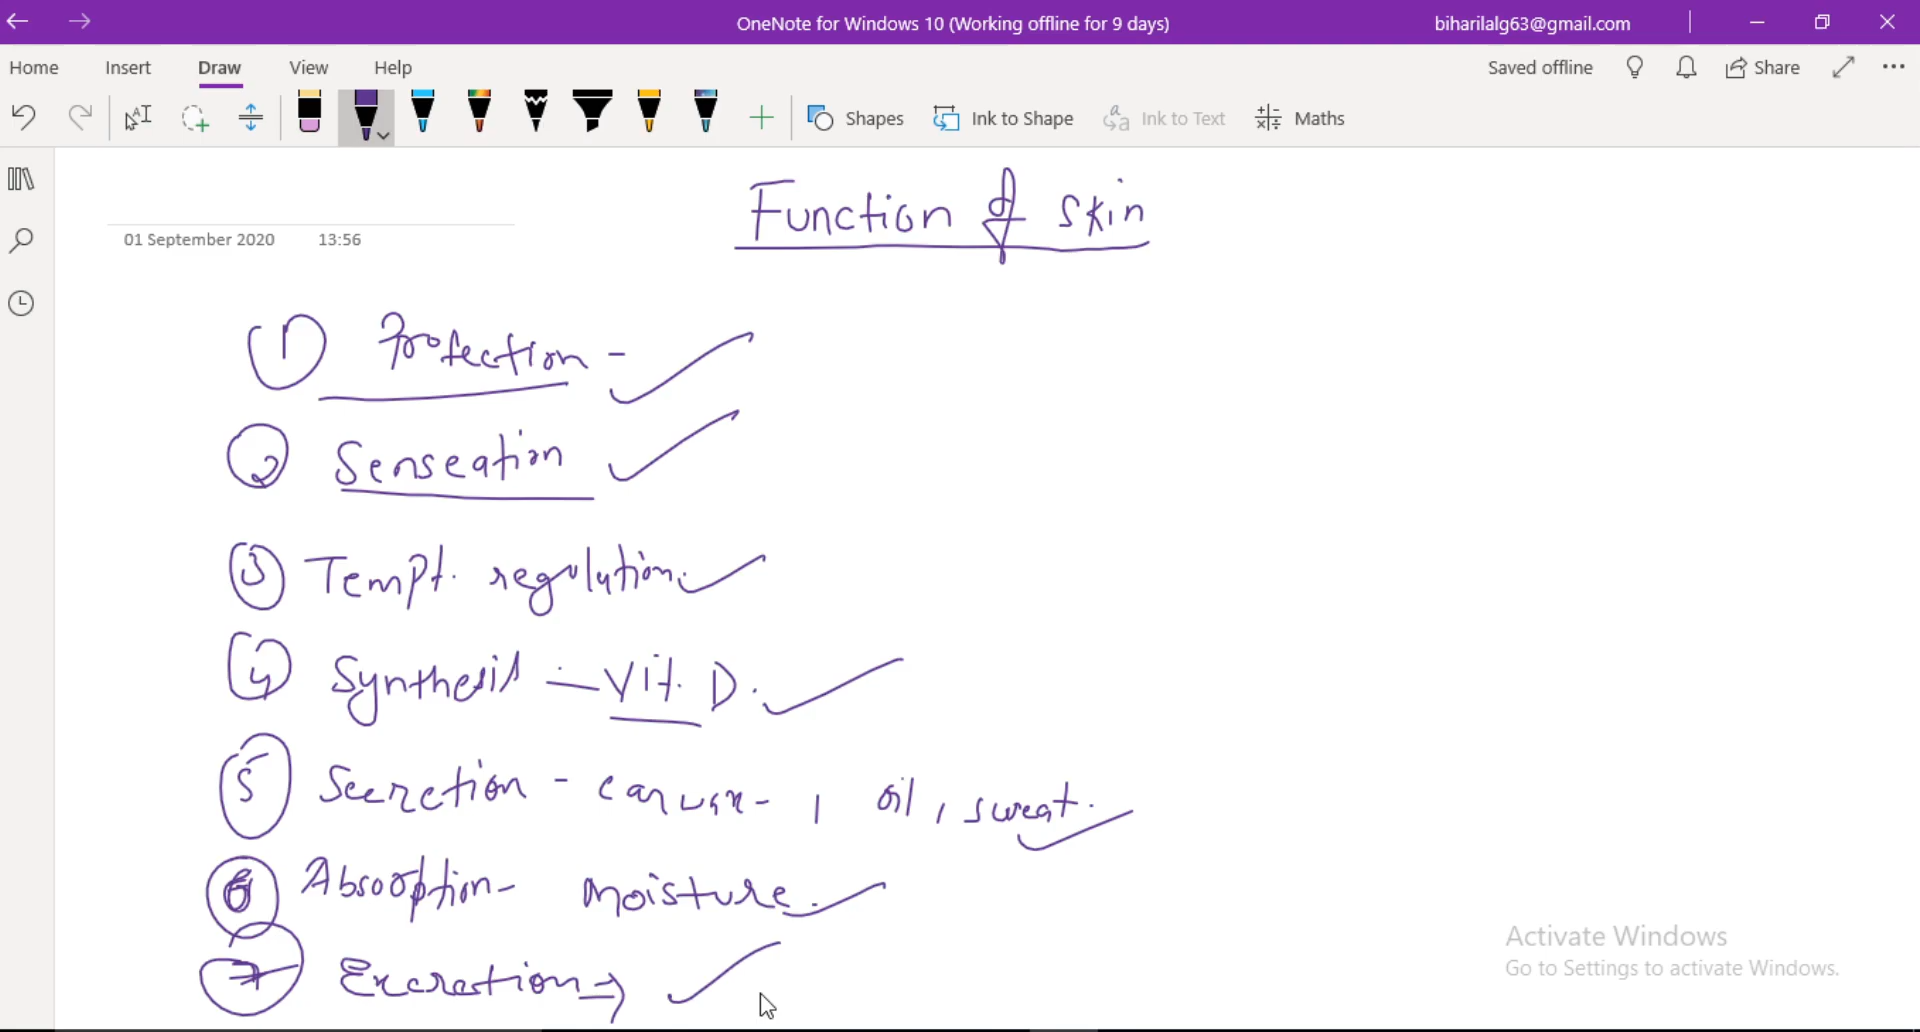 OneNote for Windows 10 (Working offline for 9 days) biharilalg63@gmail.com
Home Insert Draw View Help Saved offline Share
Shapes Ink to Shape Ink to Text Maths
Function of skin
01 September 2020 13:56
1 Protection -
2 Senseation
3 Tempt. regulation.
4 Synthesis - Vit. D.
5 Secretion - earwax - , oil, sweat.
6 Absorption - Moisture.
7 Excretion ⇒
Activate Windows
Go to Settings to activate Windows.